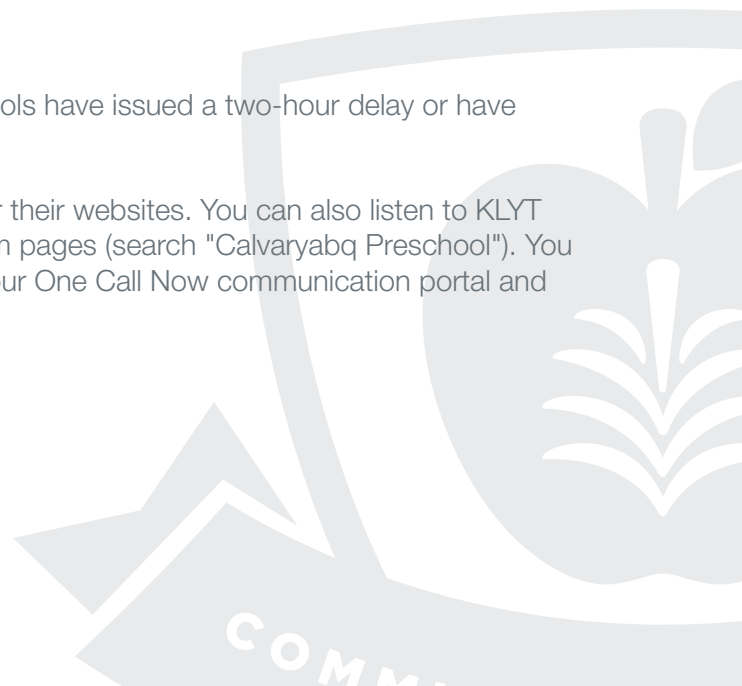 ols have issued a two-hour delay or have
r their websites. You can also listen to KLYT
m pages (search "Calvaryabq Preschool"). You
our One Call Now communication portal and
COMM